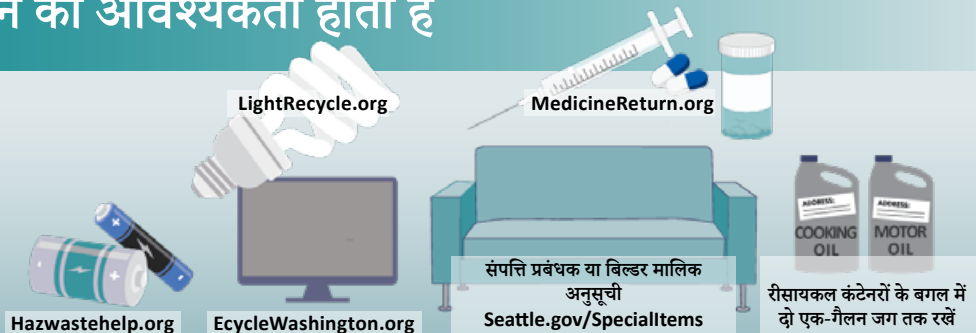 की आवश्यकता होती है
LightRecycle.org
MedicineReturn.org
ADDRESS:
COOKING
OIL
ADDRESS:
MOTOR
OIL
Hazwastehelp.org
EcycleWashington.org
संपत्ति प्रबंधक या बिल्डर मालिक
अनुसूची
Seattle.gov/SpecialItems
रीसायकल कंटेनरों के बगल में
दो एक-गैलन जग तक रखें